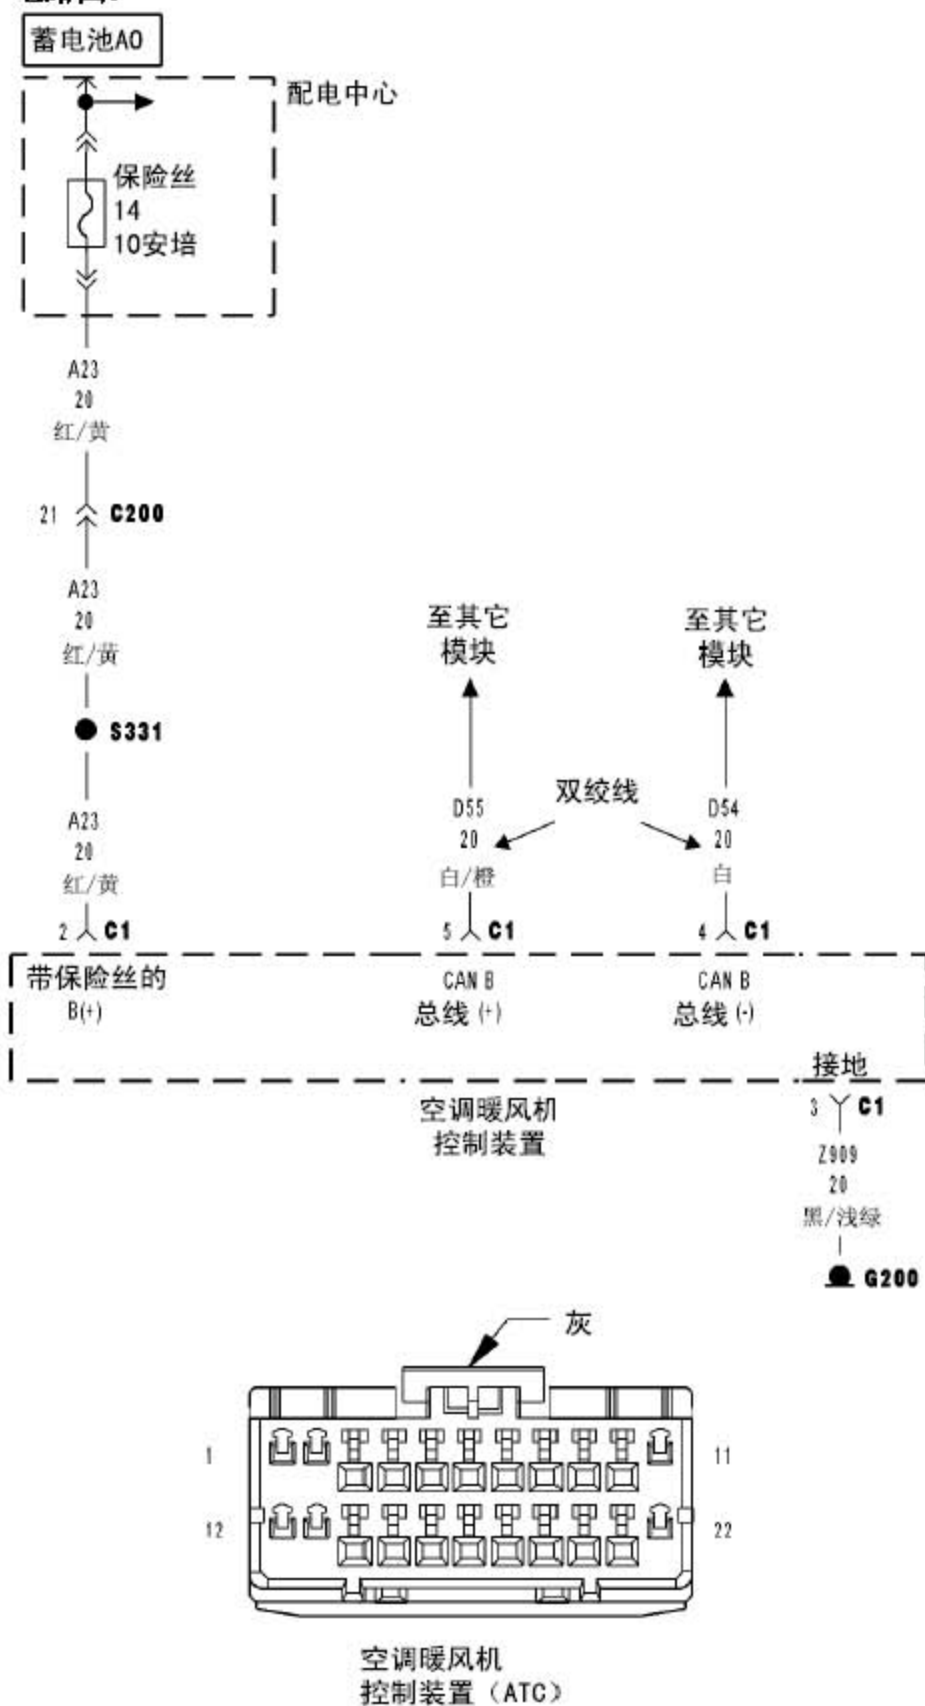 蓄电池A0
配电中心
保险丝
14
10安培
A23
20
红/黄
21 C200
A23
20
红/黄
S331
A23
20
红/黄
2 C1
至其它
模块
至其它
模块
双绞线
D55
20
白/橙
5 C1
D54
20
白
4 C1
带保险丝的
B(+)
CAN B
总线(+)
CAN B
总线(-)
接地
空调暖风机
控制装置
3 C1
Z909
20
黑/浅绿
G200
灰
1
11
12
22
空调暖风机
控制装置（ATC）